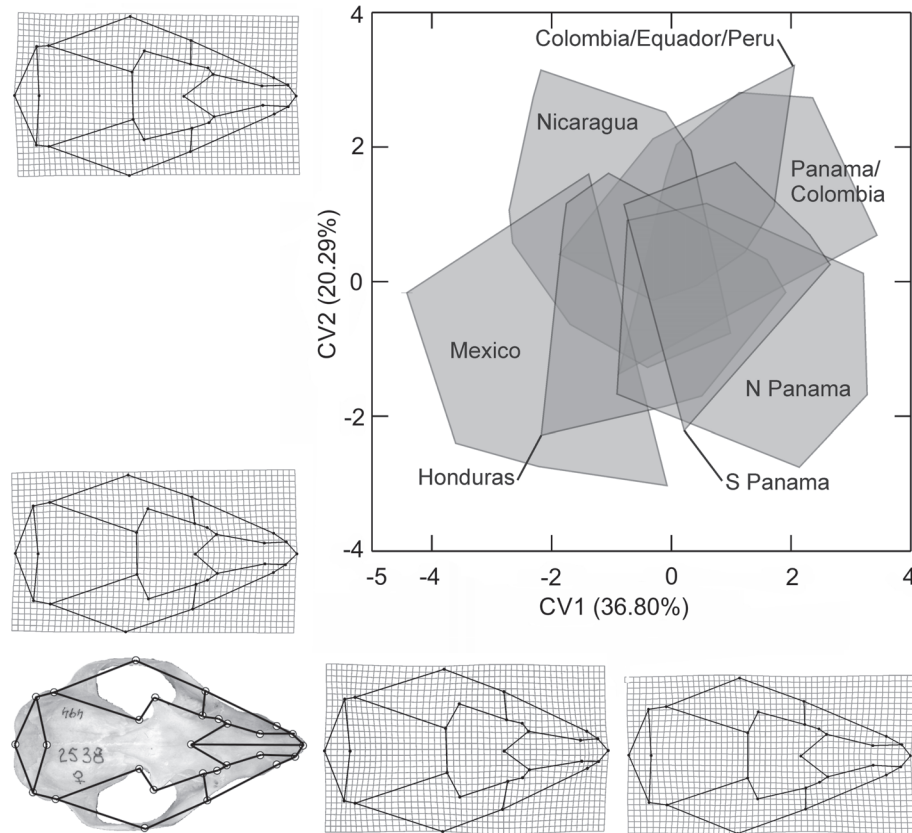 4
Colombia/Equador/Peru
Nicaragua
2
Panama/
Colombia
CV2 (20.29%)
0
Mexico
N Panama
-2
Honduras
S Panama
-4
-5
-4
-2
0
2
4
CV1 (36.80%)
494
2538
♀